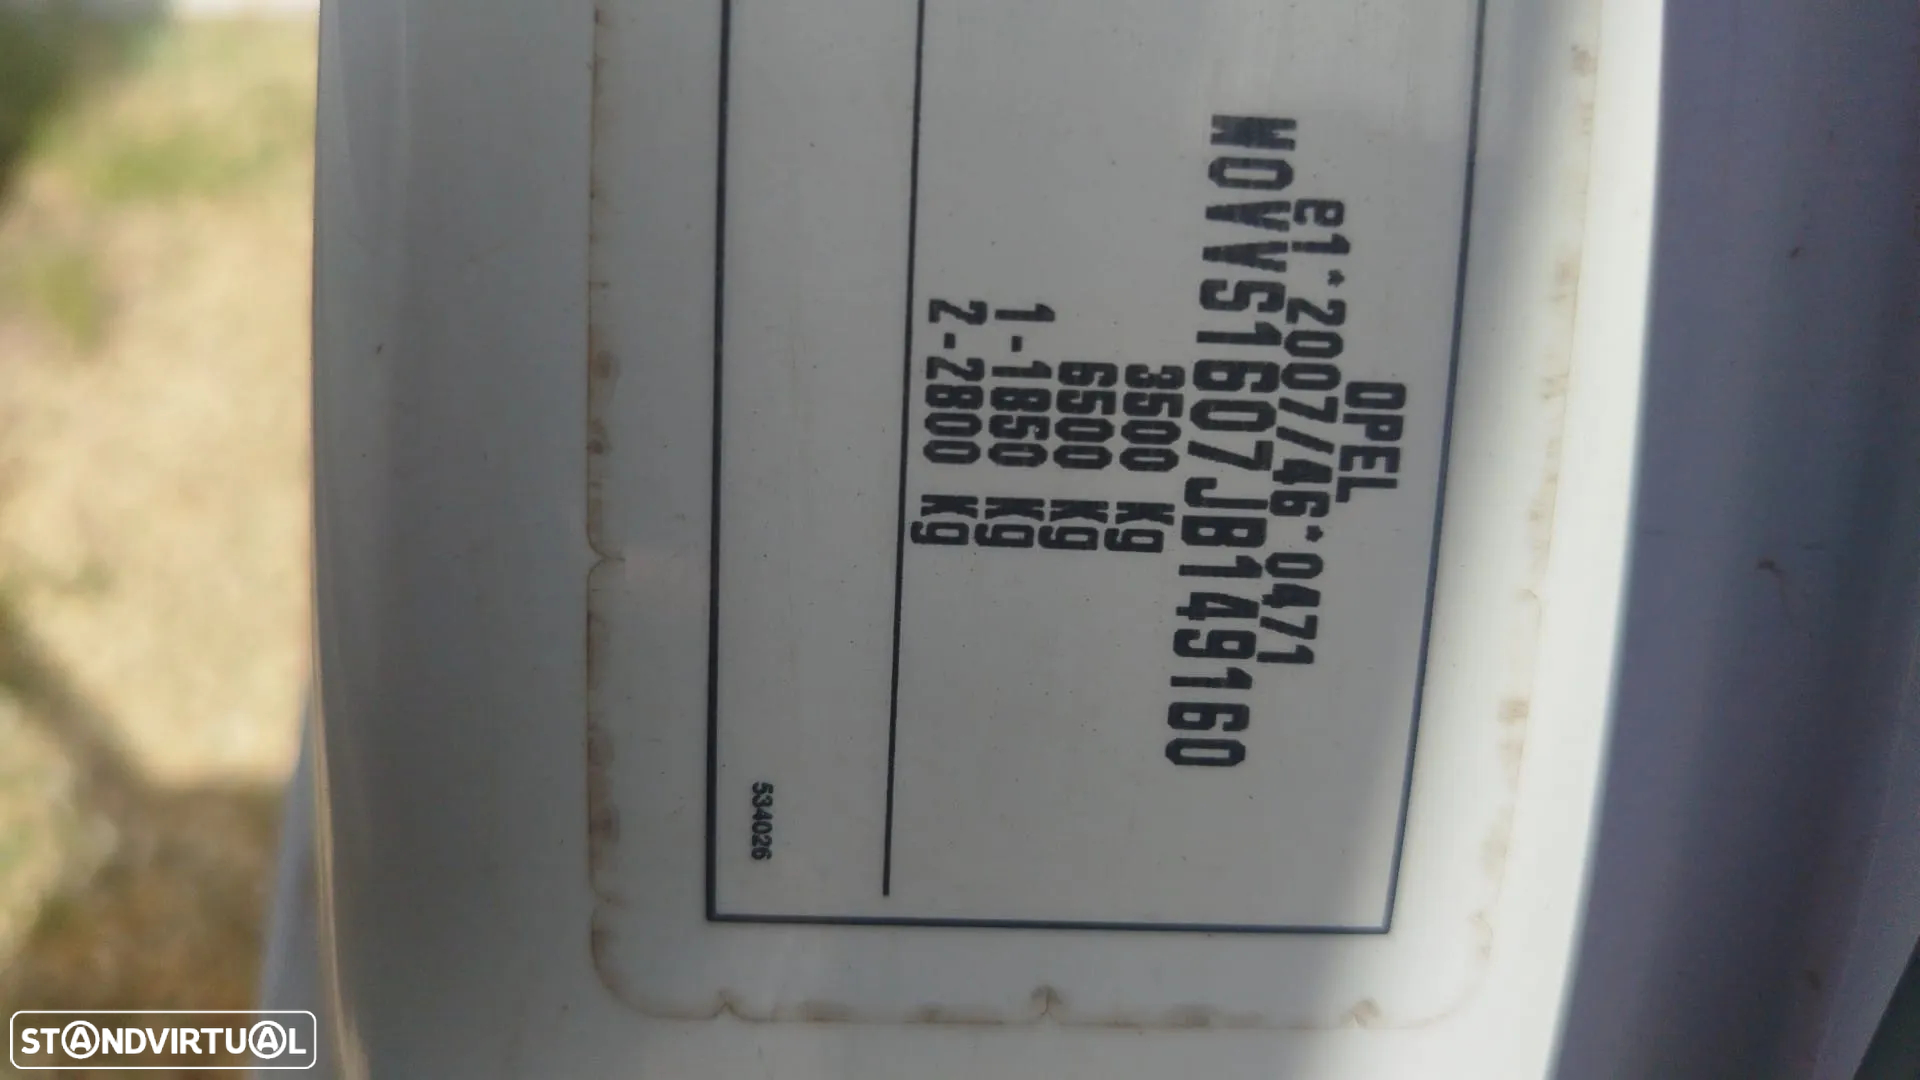 OPEL
e1*2007/46*0471
W0VVS1607JB149160
3500 Kg
6500 Kg
1-1850 Kg
2-2800 Kg
534026
STANDVIRTUAL